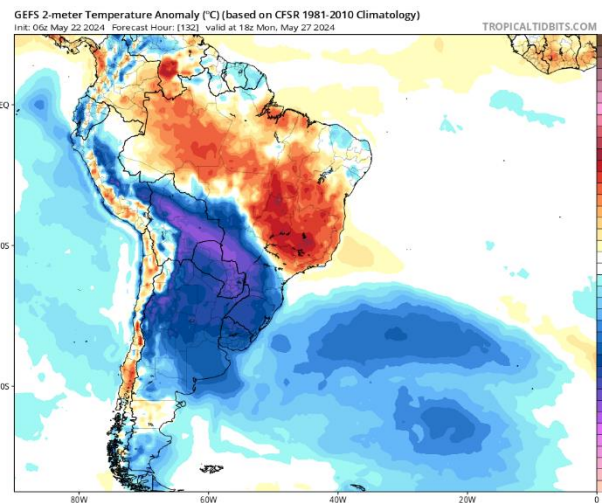 GEFS 2-meter Temperature Anomaly (°C) (based on CFSR 1981-2010 Climatology)
Init: 06z May 22 2024 Forecast Hour: [132] valid at 18z Mon, May 27 2024
TROPICALTIDBITS.COM
EQ
0S
0S
80W
60W
40W
20W
0